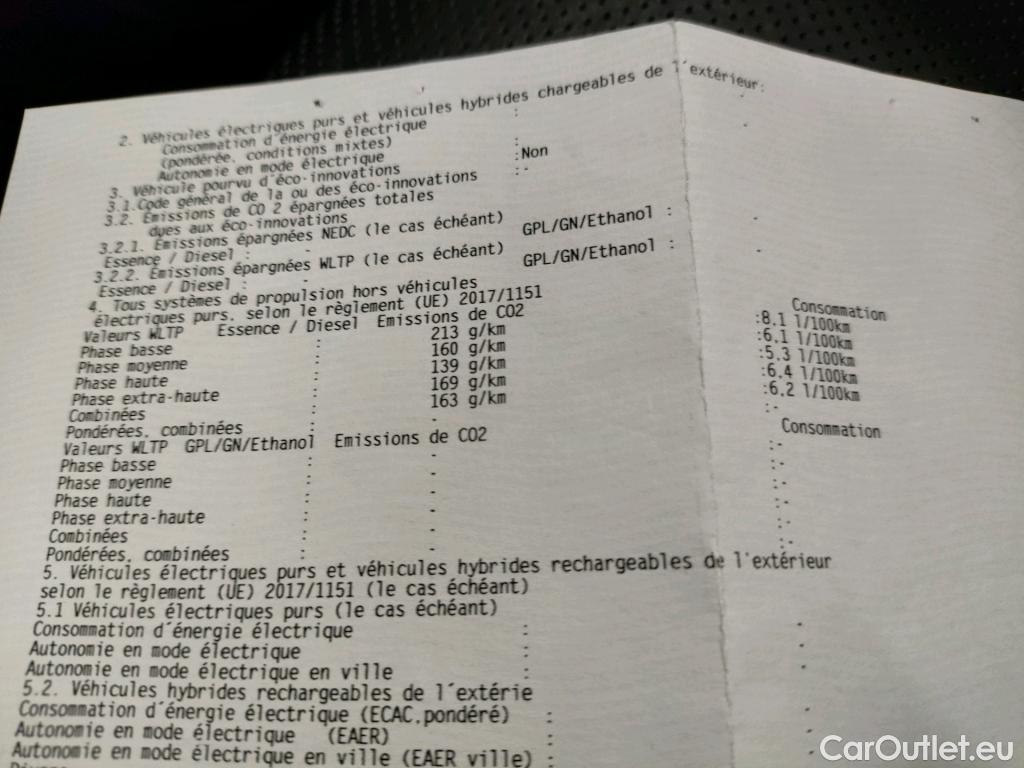 2. Véhicules électriques purs et véhicules hybrides chargeables de l´extérieur:
Consommation d´énergie électrique :
(pondérée, conditions mixtes)
Autonomie en mode électrique :
3. Véhicule pourvu d´éco-innovations :Non
3.1.Code général de la ou des éco-innovations :-
3.2. Émissions de CO 2 épargnées totales
dues aux éco-innovations
3.2.1. Émissions épargnées NEDC (le cas échéant)
Essence / Diesel : - GPL/GN/Ethanol : -
3.2.2. Émissions épargnées WLTP (le cas échéant)
Essence / Diesel : - GPL/GN/Ethanol : -
4. Tous systèmes de propulsion hors véhicules
électriques purs, selon le règlement (UE) 2017/1151
Valeurs WLTP Essence / Diesel Emissions de CO2 Consommation
Phase basse : 213 g/km :8.1 l/100km
Phase moyenne : 160 g/km :6.1 l/100km
Phase haute : 139 g/km :5.3 l/100km
Phase extra-haute : 169 g/km :6.4 l/100km
Combinées : 163 g/km :6.2 l/100km
Pondérées, combinées : - :-
Valeurs WLTP GPL/GN/Ethanol Emissions de CO2 Consommation
Phase basse : - :-
Phase moyenne : - :-
Phase haute : - :-
Phase extra-haute : - :-
Combinées : - :-
Pondérées, combinées : - :-
5. Véhicules électriques purs et véhicules hybrides rechargeables de l'extérieur
selon le règlement (UE) 2017/1151 (le cas échéant)
5.1 Véhicules électriques purs (le cas échéant)
Consommation d´énergie électrique : -
Autonomie en mode électrique : -
Autonomie en mode électrique en ville : -
5.2. Véhicules hybrides rechargeables de l´extérie
Consommation d´énergie électrique (ECAC,pondéré) : -
Autonomie en mode électrique (EAER) : -
Autonomie en mode électrique en ville (EAER ville) : -
CarOutlet.eu